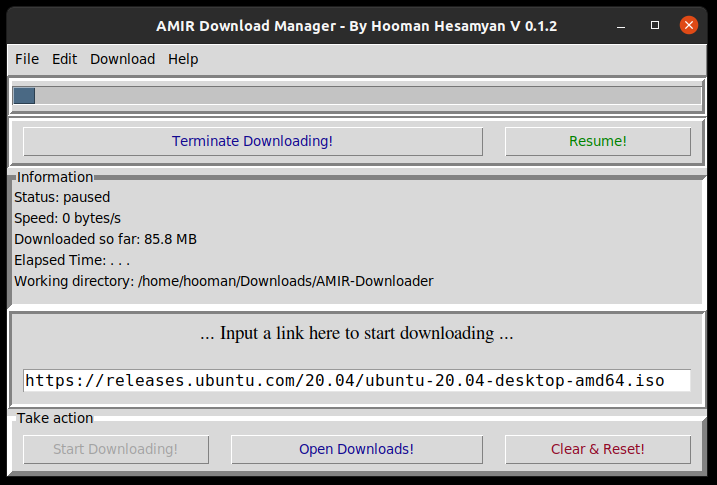 AMIR Download Manager - By Hooman Hesamyan V 0.1.2
File Edit Download Help
Terminate Downloading! Resume!
Information
Status: paused
Speed: 0 bytes/s
Downloaded so far: 85.8 MB
Elapsed Time: . . .
Working directory: /home/hooman/Downloads/AMIR-Downloader
... Input a link here to start downloading ...
https://releases.ubuntu.com/20.04/ubuntu-20.04-desktop-amd64.iso
Take action
Start Downloading! Open Downloads! Clear & Reset!